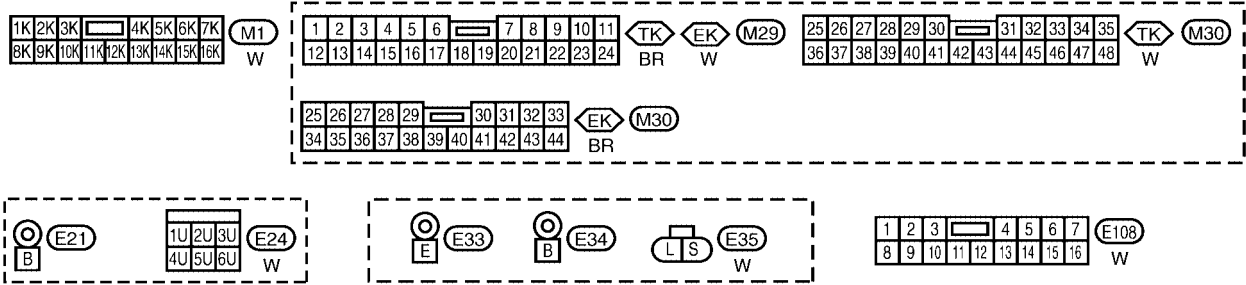 1K 2K 3K 4K 5K 6K 7K M1
8K 9K 10K 11K 12K 13K 14K 15K 16K W
1 2 3 4 5 6 7 8 9 10 11 TK EK M29
12 13 14 15 16 17 18 19 20 21 22 23 24 BR W
25 26 27 28 29 30 31 32 33 34 35 TK M30
36 37 38 39 40 41 42 43 44 45 46 47 48 W
25 26 27 28 29 30 31 32 33 EK M30
34 35 36 37 38 39 40 41 42 43 44 BR
E21
B
1U 2U 3U E24
4U 5U 6U W
E33
E
E34
B
L S E35
W
1 2 3 4 5 6 7 E108
8 9 10 11 12 13 14 15 16 W